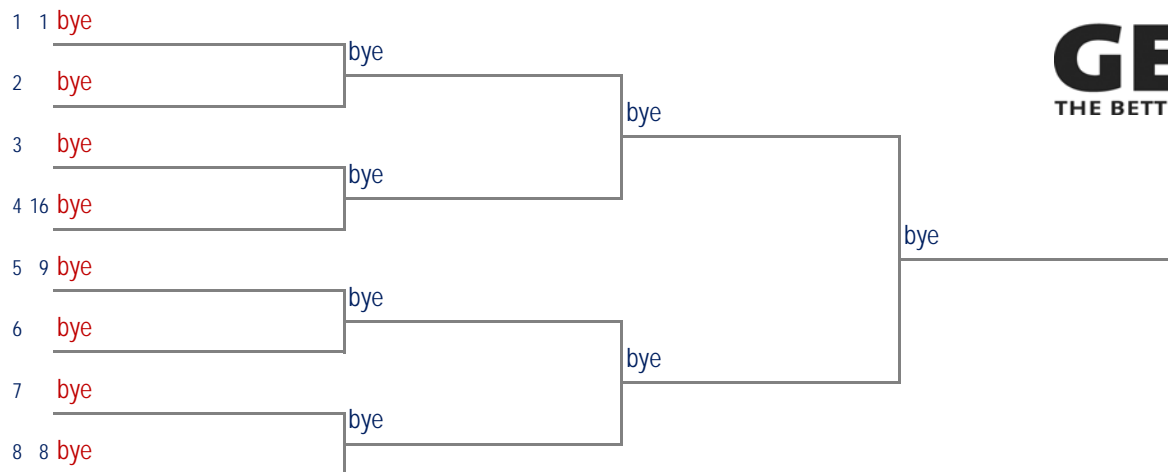 1 1 bye
bye
2 bye
bye
3 bye
bye
4 16 bye
bye
5 9 bye
bye
6 bye
bye
7 bye
bye
8 8 bye
GE
THE BETT